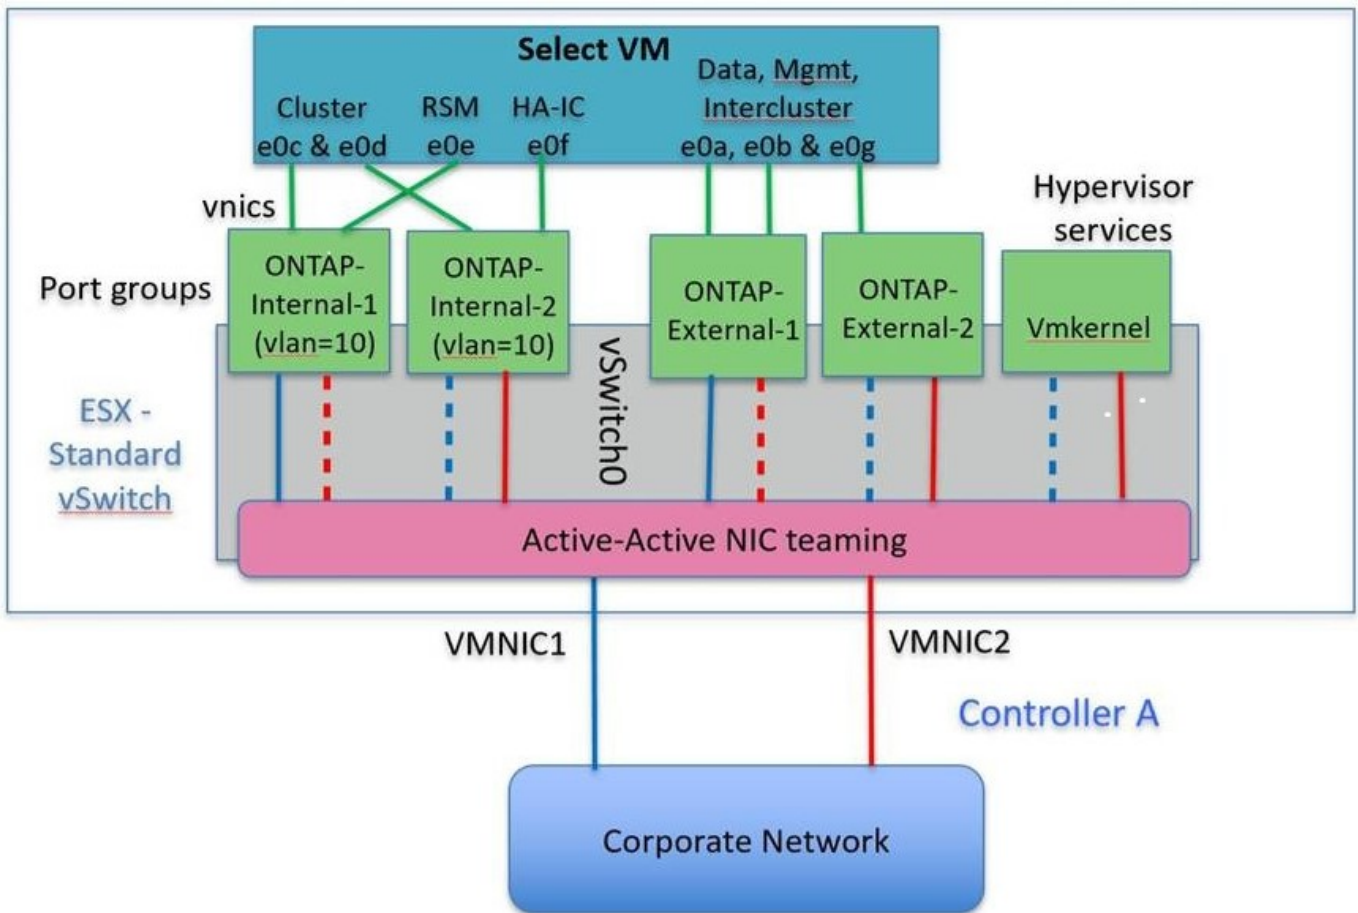 Select VM
Cluster
e0c & e0d
RSM
e0e
HA-IC
e0f
Data, Mgmt,
Intercluster
e0a, e0b & e0g
vnics
Hypervisor
services
Port groups
ONTAP-
Internal-1
(vlan=10)
ONTAP-
Internal-2
(vlan=10)
ONTAP-
External-1
ONTAP-
External-2
Vmkernel
ESX -
Standard
vSwitch
vSwitch0
Active-Active NIC teaming
VMNIC1
VMNIC2
Controller A
Corporate Network